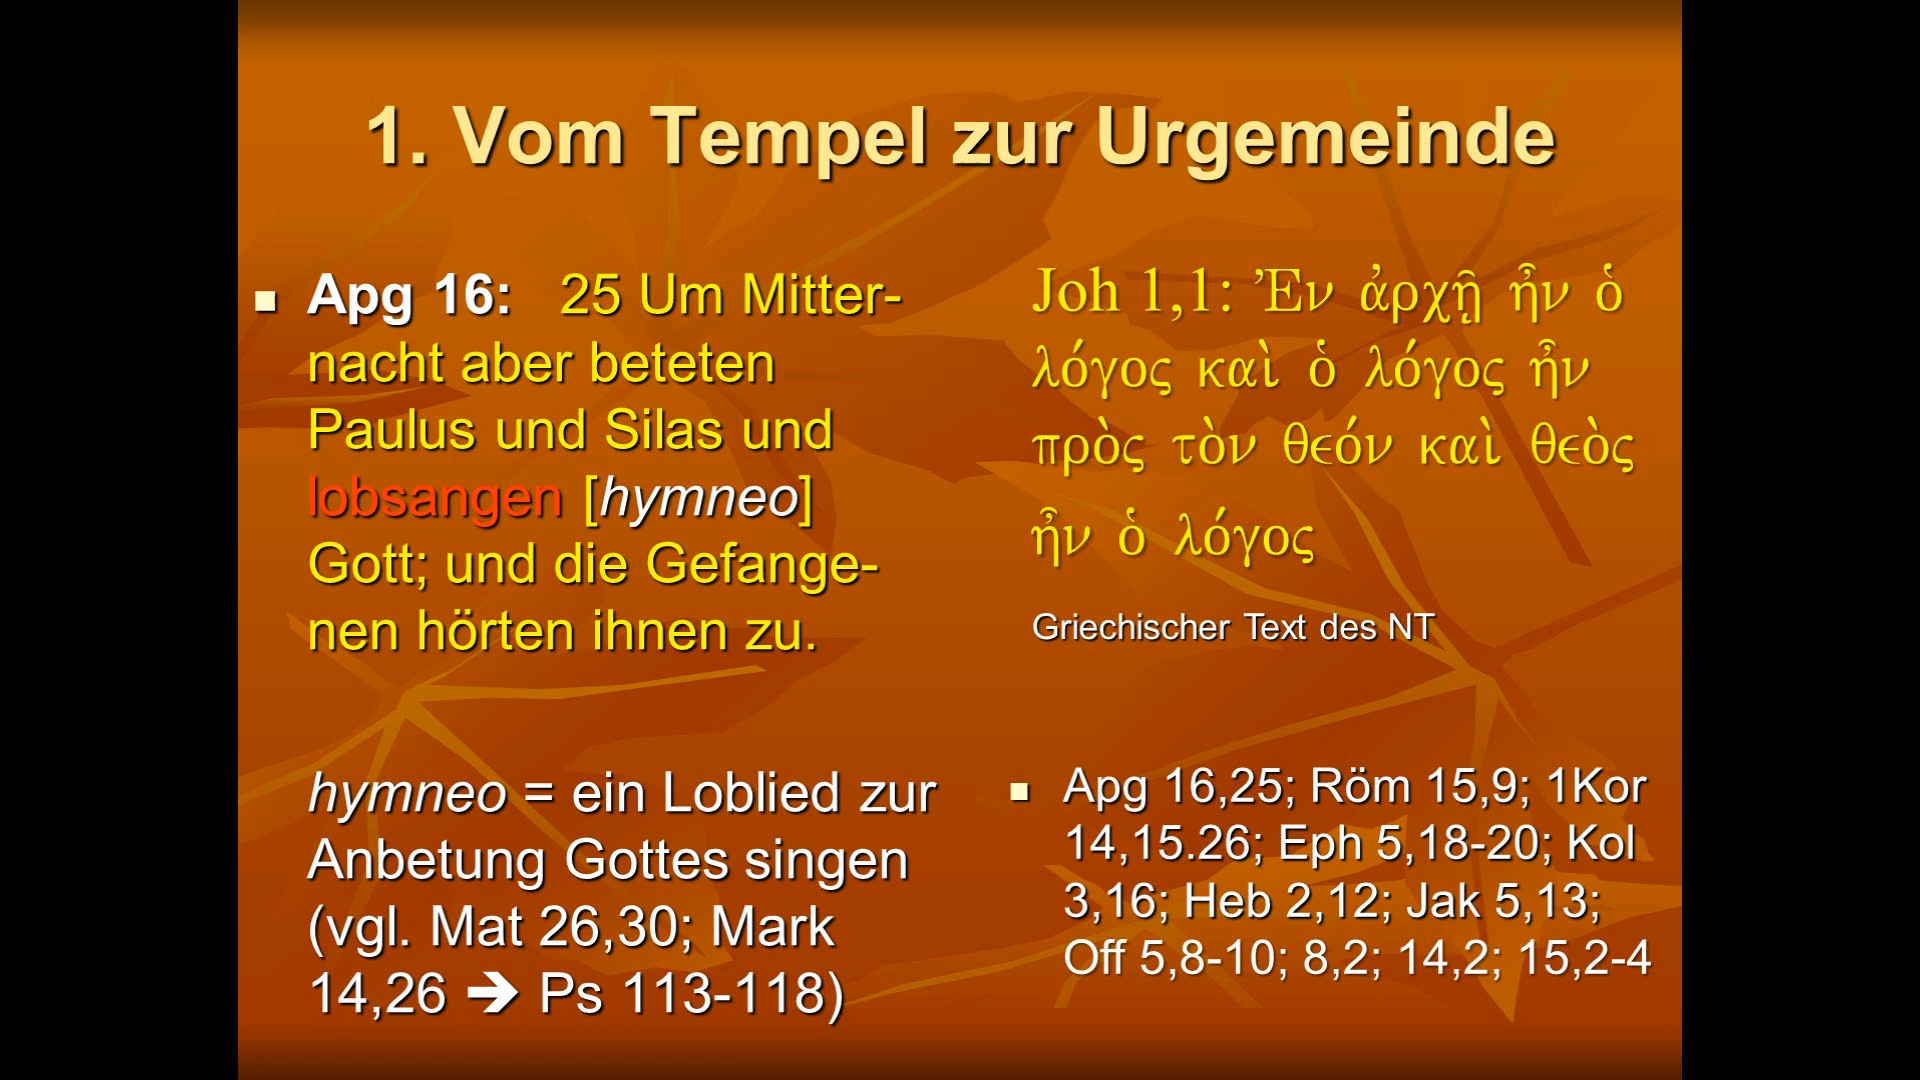 1. Vom Tempel zur Urgemeinde
Apg 16: 25 Um Mitter-
nacht aber beteten
Paulus und Silas und
lobsangen [hymneo]
Gott; und die Gefange-
nen hörten ihnen zu.
hymneo = ein Loblied zur
Anbetung Gottes singen
(vgl. Mat 26,30; Mark
14,26 🡺 Ps 113-118)
Joh 1,1: Ἐν ἀρχῇ ἦν ὁ
λόγος καὶ ὁ λόγος ἦν
πρὸς τὸν θεόν καὶ θεὸς
ἦν ὁ λόγος
Griechischer Text des NT
Apg 16,25; Röm 15,9; 1Kor
14,15.26; Eph 5,18-20; Kol
3,16; Heb 2,12; Jak 5,13;
Off 5,8-10; 8,2; 14,2; 15,2-4